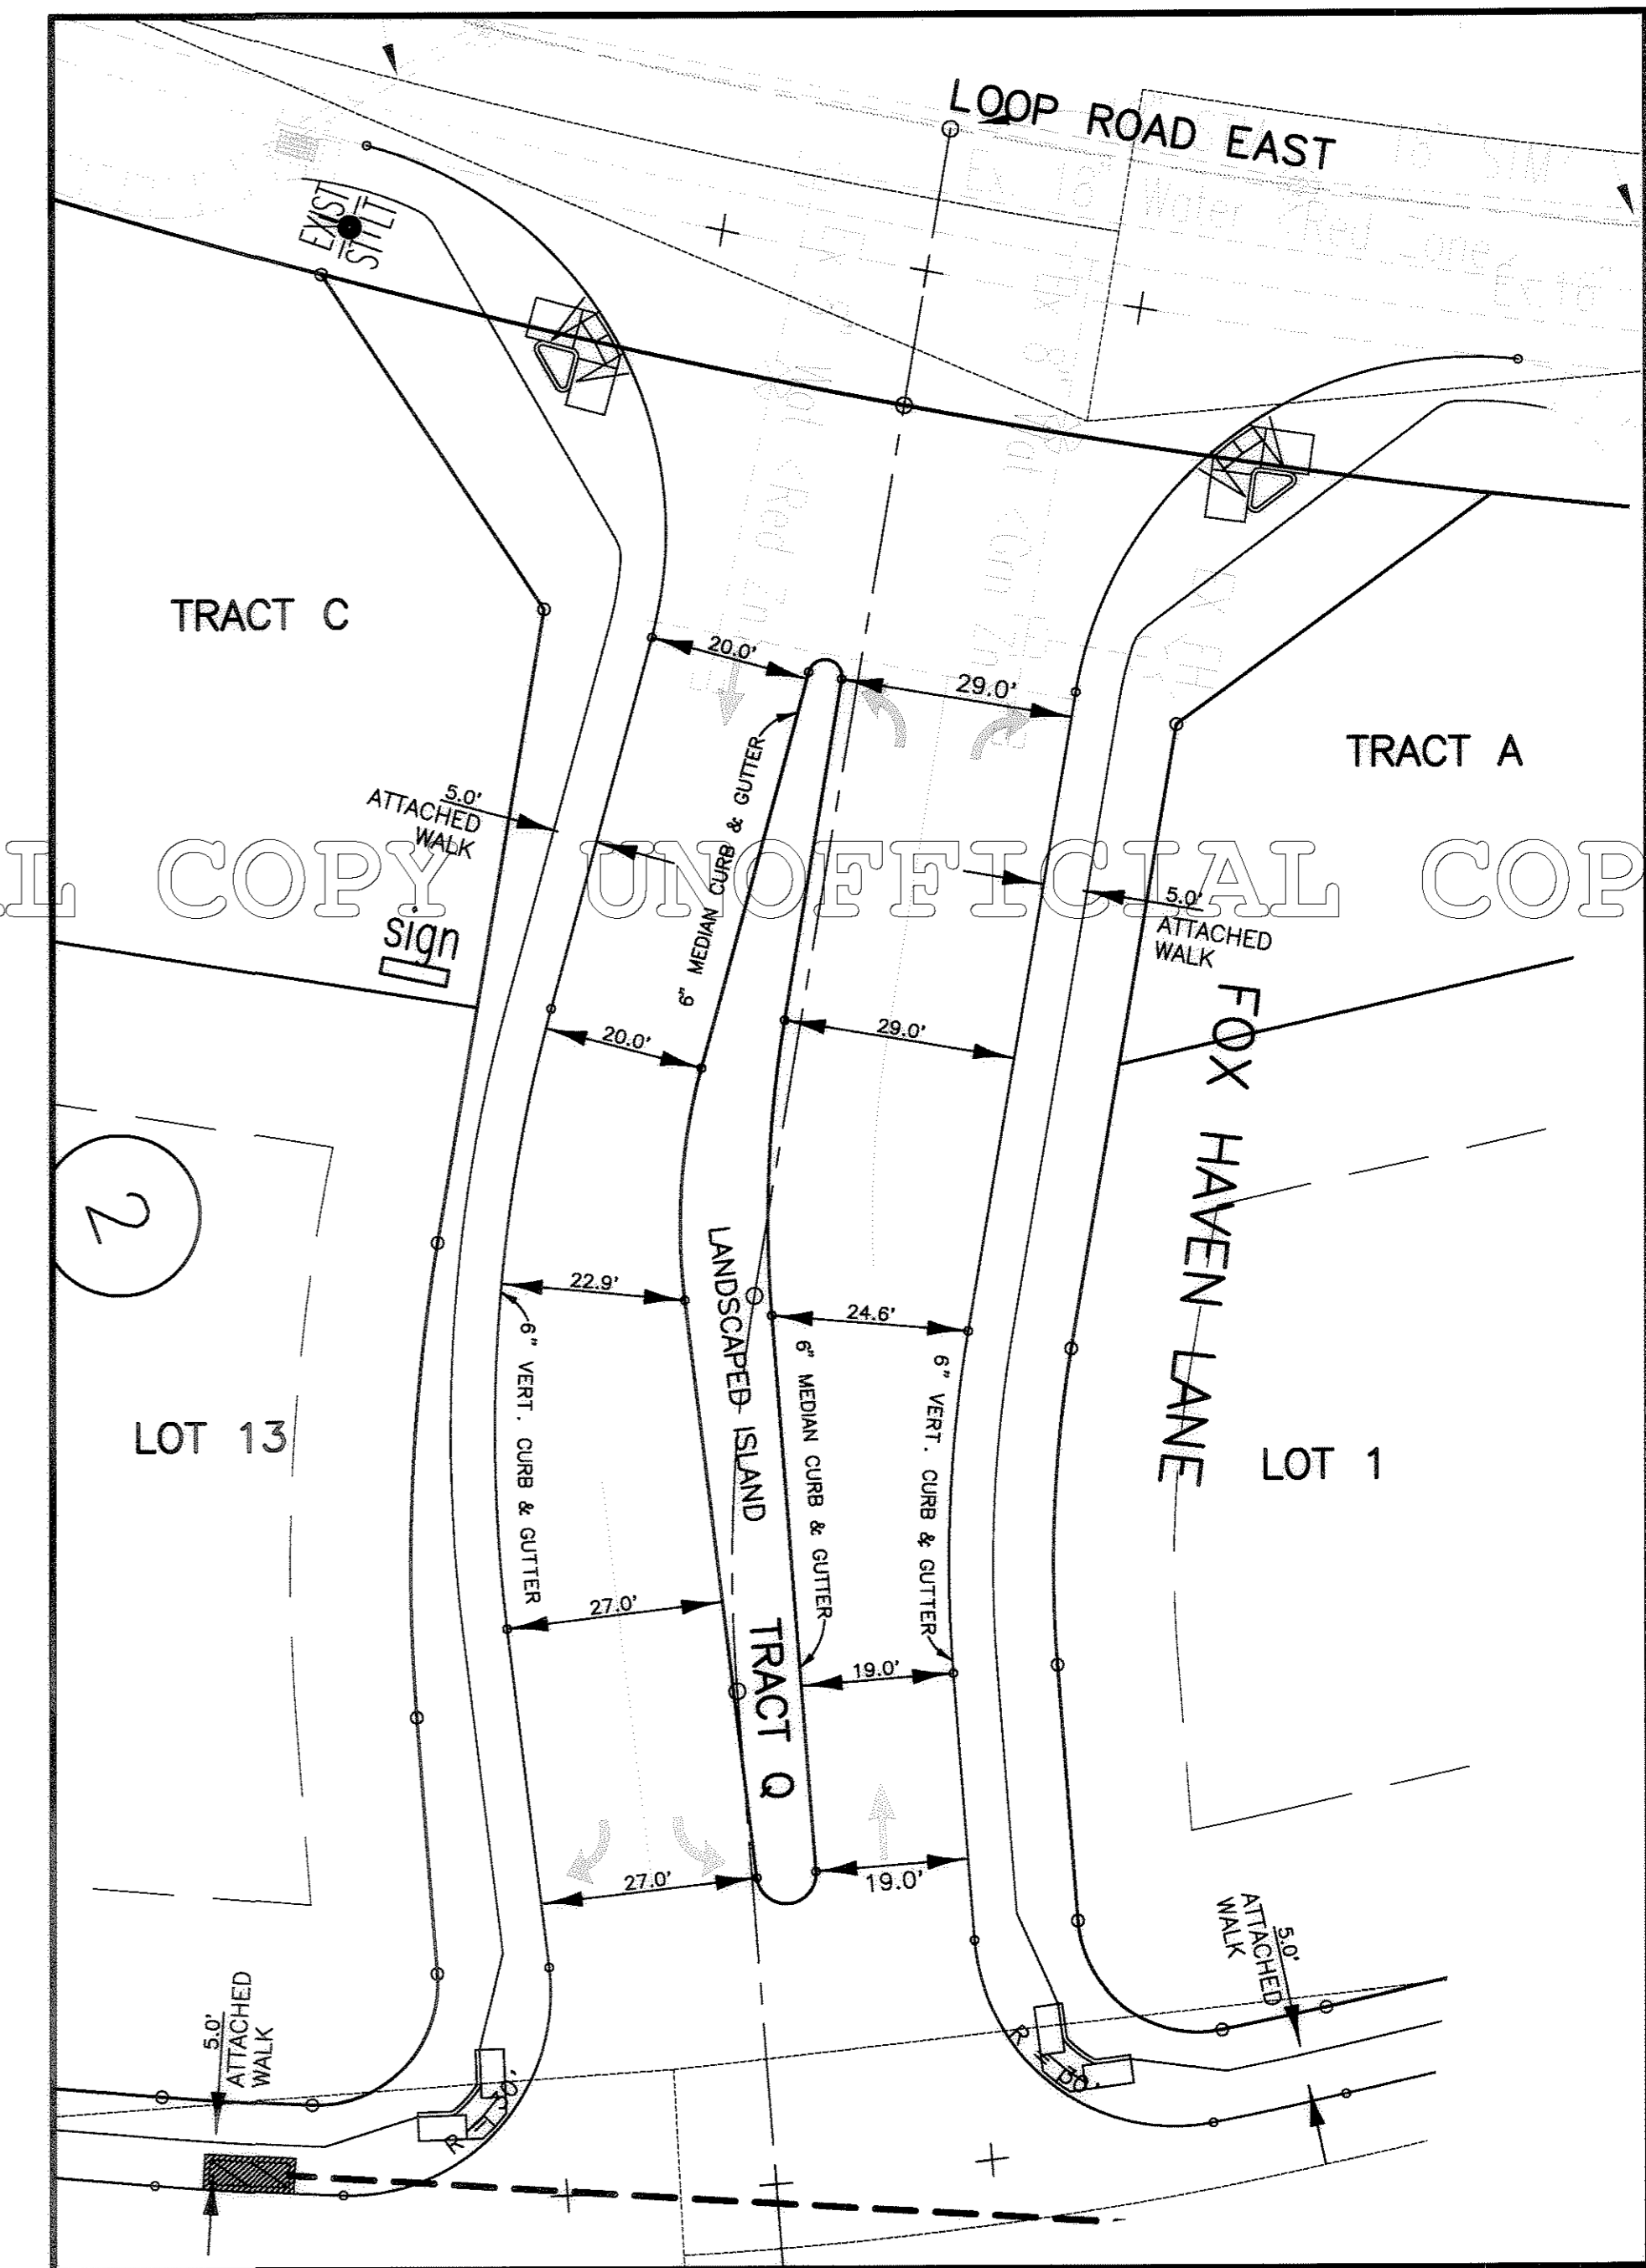 LOOP ROAD EAST
EXIST
STLT
Water
TRACT C
20.0'
29.0'
TRACT A
5.0'
ATTACHED
WALK
6" MEDIAN CURB & GUTTER
L COPY UNOFFICIAL COP
5.0'
ATTACHED
WALK
sign
20.0'
29.0'
FOX HAVEN LANE
2
22.9'
24.6'
LANDSCAPED ISLAND
6" VERT. CURB & GUTTER
6" MEDIAN CURB & GUTTER
6" VERT. CURB & GUTTER
LOT 13
LOT 1
27.0'
TRACT Q
19.0'
27.0'
19.0'
5.0'
ATTACHED
WALK
5.0'
ATTACHED
WALK